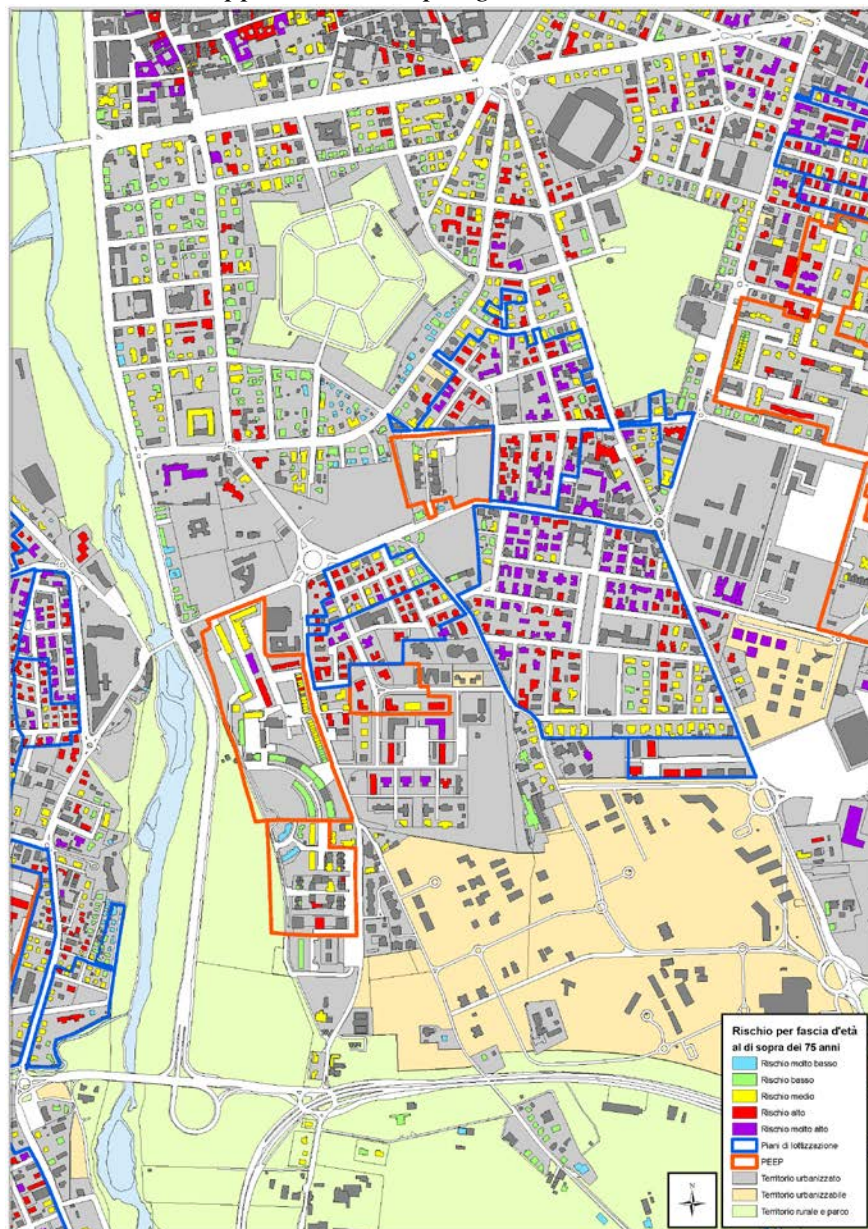 Rischio per fascia d'età
al di sopra dei 75 anni
Rischio molto basso
Rischio basso
Rischio medio
Rischio alto
Rischio molto alto
Piani di lottizzazione
PEEP
Territorio urbanizzato
Territorio urbanizzabile
Territorio rurale e parco
N